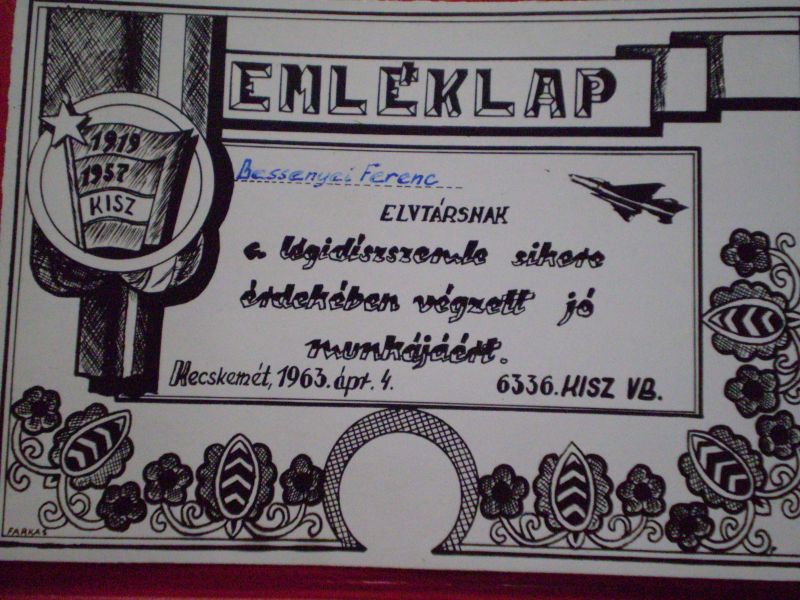 EMLÉKLAP
1919
1957
KISZ
Bessenyei Ferenc
ELVTÁRSNAK
a légidíszszemle sikere
érdekében végzett jó
munkájáért.
Kecskemét, 1963. ápr. 4.
6336. KISZ VB.
FARKAS